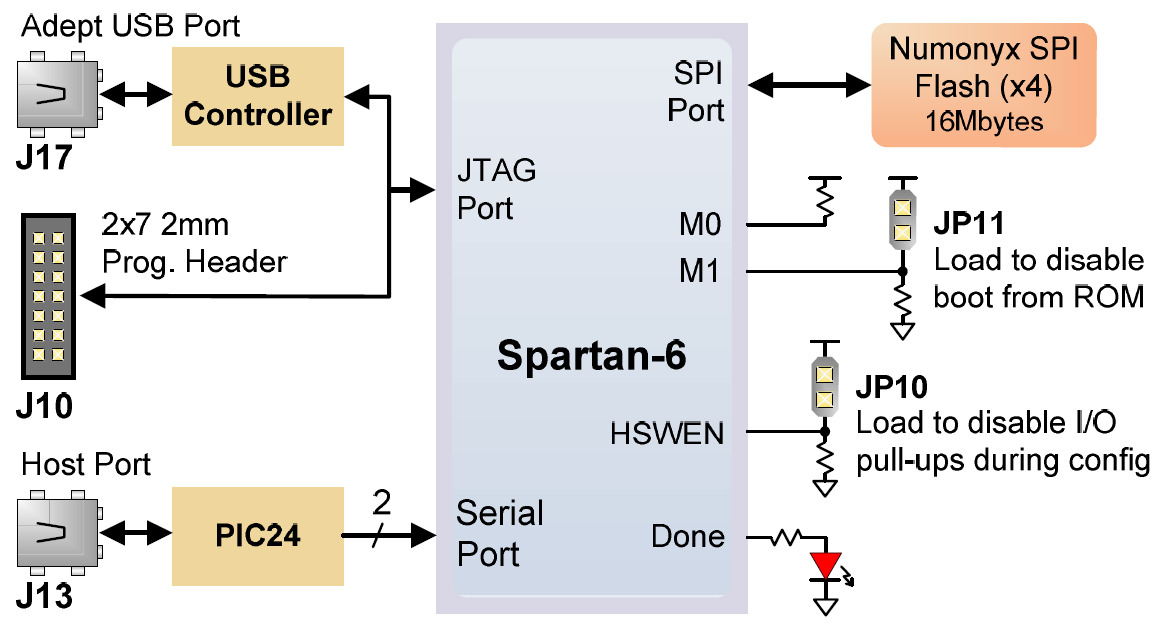 Adept USB Port
USB
Controller
J17
2x7 2mm
Prog. Header
J10
Host Port
PIC24
2
J13
SPI
Port
JTAG
Port
M0
M1
Spartan-6
HSWEN
Serial
Port
Done
Numonyx SPI
Flash (x4)
16Mbytes
JP11
Load to disable
boot from ROM
JP10
Load to disable I/O
pull-ups during config